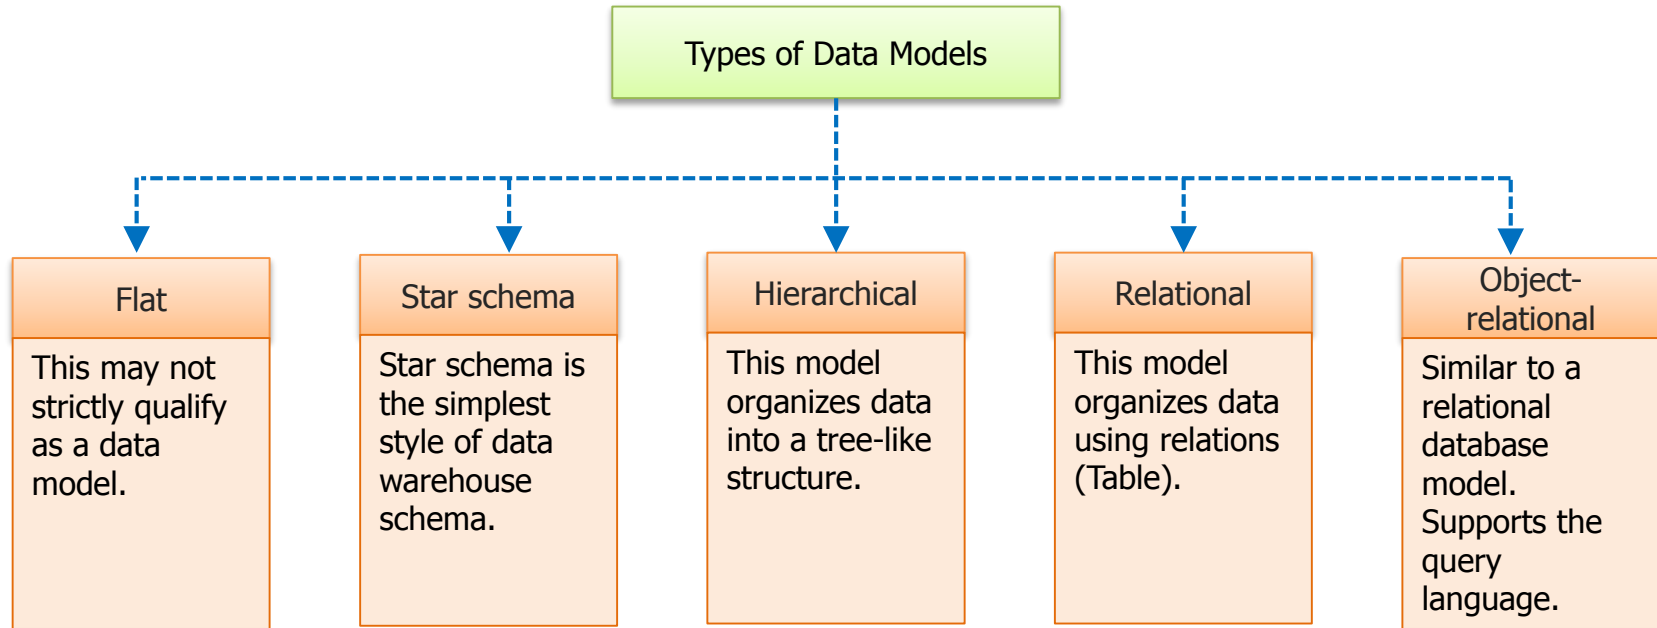 Types of Data Models
Flat
This may not
strictly qualify
as a data
model.
Star schema
Star schema is
the simplest
style of data
warehouse
schema.
Hierarchical
This model
organizes data
into a tree-like
structure.
Relational
This model
organizes data
using relations
(Table).
Object-
relational
Similar to a
relational
database
model.
Supports the
query
language.